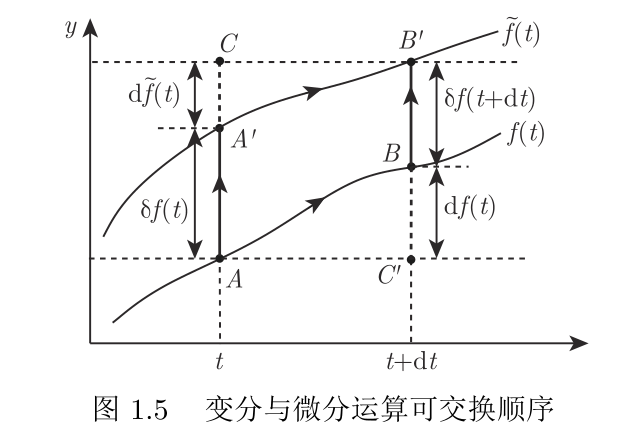 y
C
B′
f̃(t)
df̃(t)
δf(t+dt)
A′
B
f(t)
δf(t)
df(t)
A
C′
t
t+dt
图 1.5 变分与微分运算可交换顺序